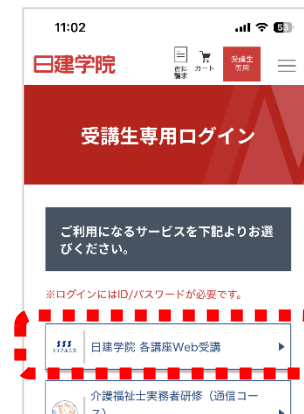 11:02
63
日建学院
資料請求
カート
受講生専用
受講生専用ログイン
ご利用になるサービスを下記よりお選
びください。
※ログインにはID/パスワードが必要です。
日建学院 各講座Web受講
介護福祉士実務者研修（通信コー
ス）